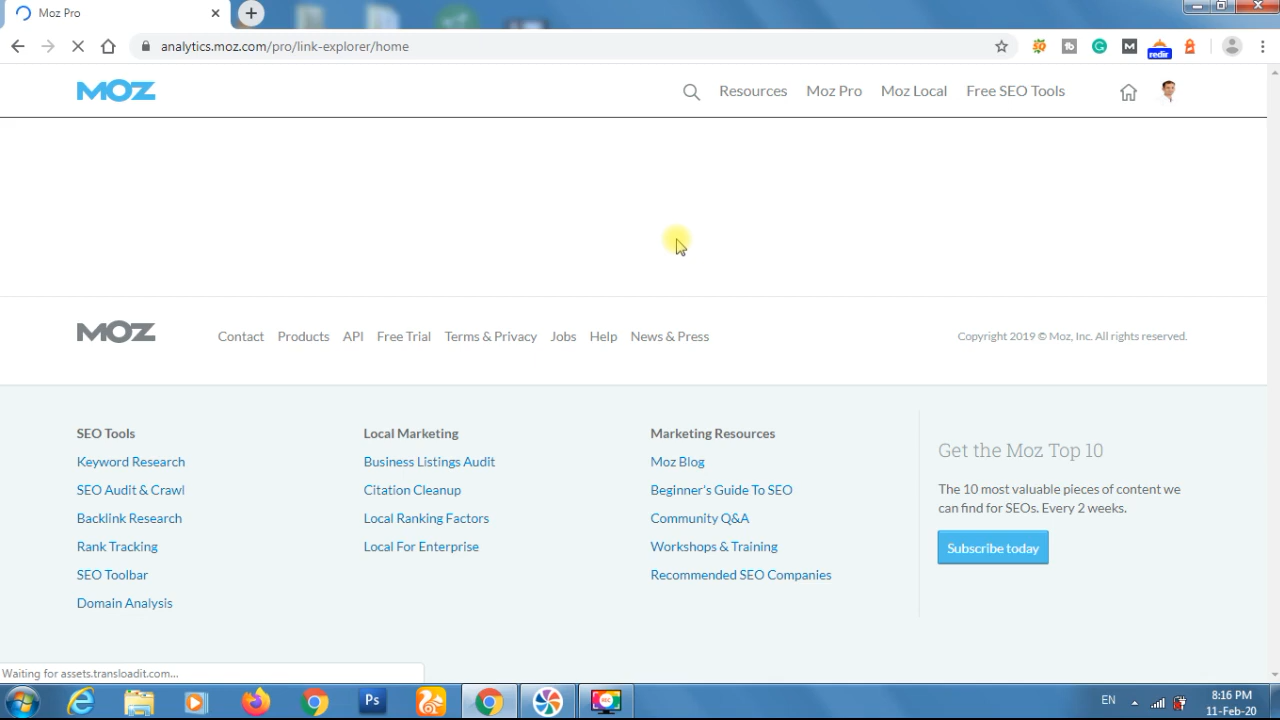 Moz Pro
analytics.moz.com/pro/link-explorer/home
redir
MOZ
Resources
Moz Pro
Moz Local
Free SEO Tools
MOZ
Contact
Products
API
Free Trial
Terms & Privacy
Jobs
Help
News & Press
Copyright 2019 © Moz, Inc. All rights reserved.
SEO Tools
Keyword Research
SEO Audit & Crawl
Backlink Research
Rank Tracking
SEO Toolbar
Domain Analysis
Local Marketing
Business Listings Audit
Citation Cleanup
Local Ranking Factors
Local For Enterprise
Marketing Resources
Moz Blog
Beginner's Guide To SEO
Community Q&A
Workshops & Training
Recommended SEO Companies
Get the Moz Top 10
The 10 most valuable pieces of content we
can find for SEOs. Every 2 weeks.
Subscribe today
Waiting for assets.transloadit.com...
Ps
EN
8:16 PM
11-Feb-20